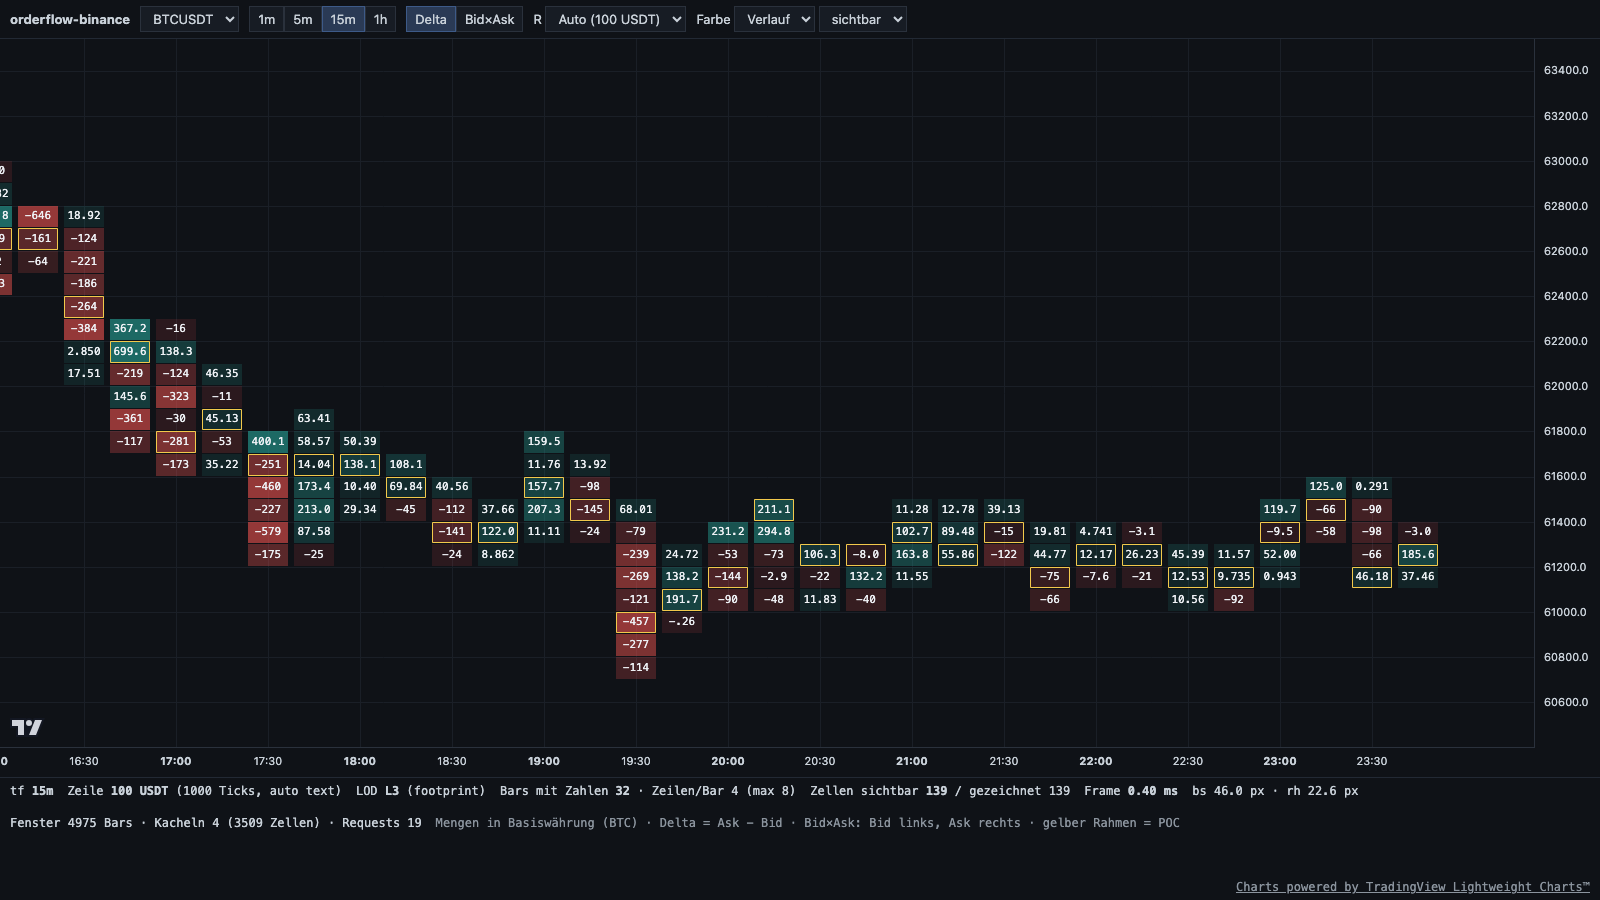 orderflow-binance BTCUSDT 1m 5m 15m 1h Delta Bid×Ask R Auto (100 USDT) Farbe Verlauf sichtbar
63400.0
63200.0
63000.0
0
32
62800.0
8 −646 18.92
9 −161 −124
62600.0
2 −64 −221
3 −186
62400.0
−264
−384 367.2 −16
62200.0
2.850 699.6 138.3
17.51 −219 −124 46.35
62000.0
145.6 −323 −11
−361 −30 45.13 63.41
61800.0
−117 −281 −53 400.1 58.57 50.39 159.5
−173 35.22 −251 14.04 138.1 108.1 11.76 13.92
61600.0
−460 173.4 10.40 69.84 40.56 157.7 −98 125.0 0.291
−227 213.0 29.34 −45 −112 37.66 207.3 −145 68.01 211.1 11.28 12.78 39.13 119.7 −66 −90
61400.0
−579 87.58 −141 122.0 11.11 −24 −79 231.2 294.8 102.7 89.48 −15 19.81 4.741 −3.1 −9.5 −58 −98 −3.0
−175 −25 −24 8.862 −239 24.72 −53 −73 106.3 −8.0 163.8 55.86 −122 44.77 12.17 26.23 45.39 11.57 52.00 −66 185.6
61200.0
−269 138.2 −144 −2.9 −22 132.2 11.55 −75 −7.6 −21 12.53 9.735 0.943 46.18 37.46
−121 191.7 −90 −48 11.83 −40 −66 10.56 −92
61000.0
−457 −.26
−277
60800.0
−114
60600.0
0 16:30 17:00 17:30 18:00 18:30 19:00 19:30 20:00 20:30 21:00 21:30 22:00 22:30 23:00 23:30
tf 15m Zeile 100 USDT (1000 Ticks, auto text) LOD L3 (footprint) Bars mit Zahlen 32 · Zeilen/Bar 4 (max 8) Zellen sichtbar 139 / gezeichnet 139 Frame 0.40 ms bs 46.0 px · rh 22.6 px
Fenster 4975 Bars · Kacheln 4 (3509 Zellen) · Requests 19 Mengen in Basiswährung (BTC) · Delta = Ask − Bid · Bid×Ask: Bid links, Ask rechts · gelber Rahmen = POC
Charts powered by TradingView Lightweight Charts™